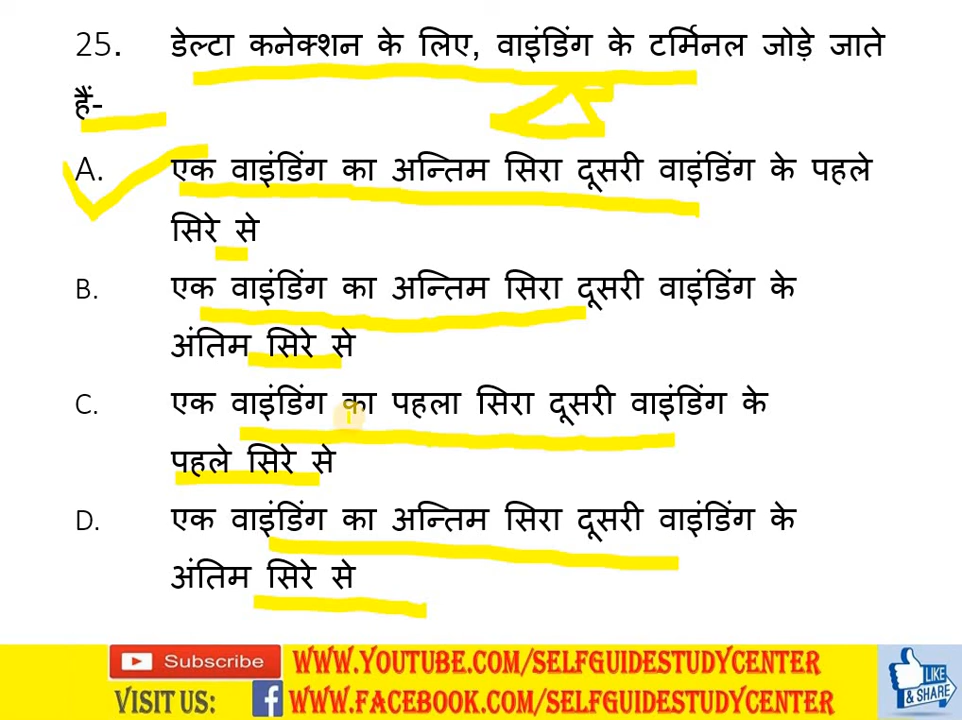 25. डेल्टा कनेक्शन के लिए, वाइंडिंग के टर्मिनल जोड़े जाते
हैं-
A. एक वाइंडिंग का अन्तिम सिरा दूसरी वाइंडिंग के पहले
सिरे से
B. एक वाइंडिंग का अन्तिम सिरा दूसरी वाइंडिंग के
अंतिम सिरे से
C. एक वाइंडिंग का पहला सिरा दूसरी वाइंडिंग के
पहले सिरे से
D. एक वाइंडिंग का अन्तिम सिरा दूसरी वाइंडिंग के
अंतिम सिरे से
Subscribe WWW.YOUTUBE.COM/SELFGUIDESTUDYCENTER
VISIT US: f WWW.FACEBOOK.COM/SELFGUIDESTUDYCENTER
LIKE
& SHARE